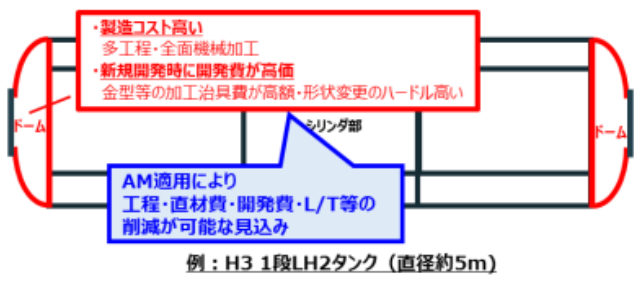 ・製造コスト高い
多工程・全面機械加工
・新規開発時に開発費が高価
金型等の加工治具費が高額・形状変更のハードル高い
ドーム
シリンダ部
ドーム
AM適用により
工程・直材費・開発費・L/T等の
削減が可能な見込み
例：H3 1段LH2タンク（直径約5m)